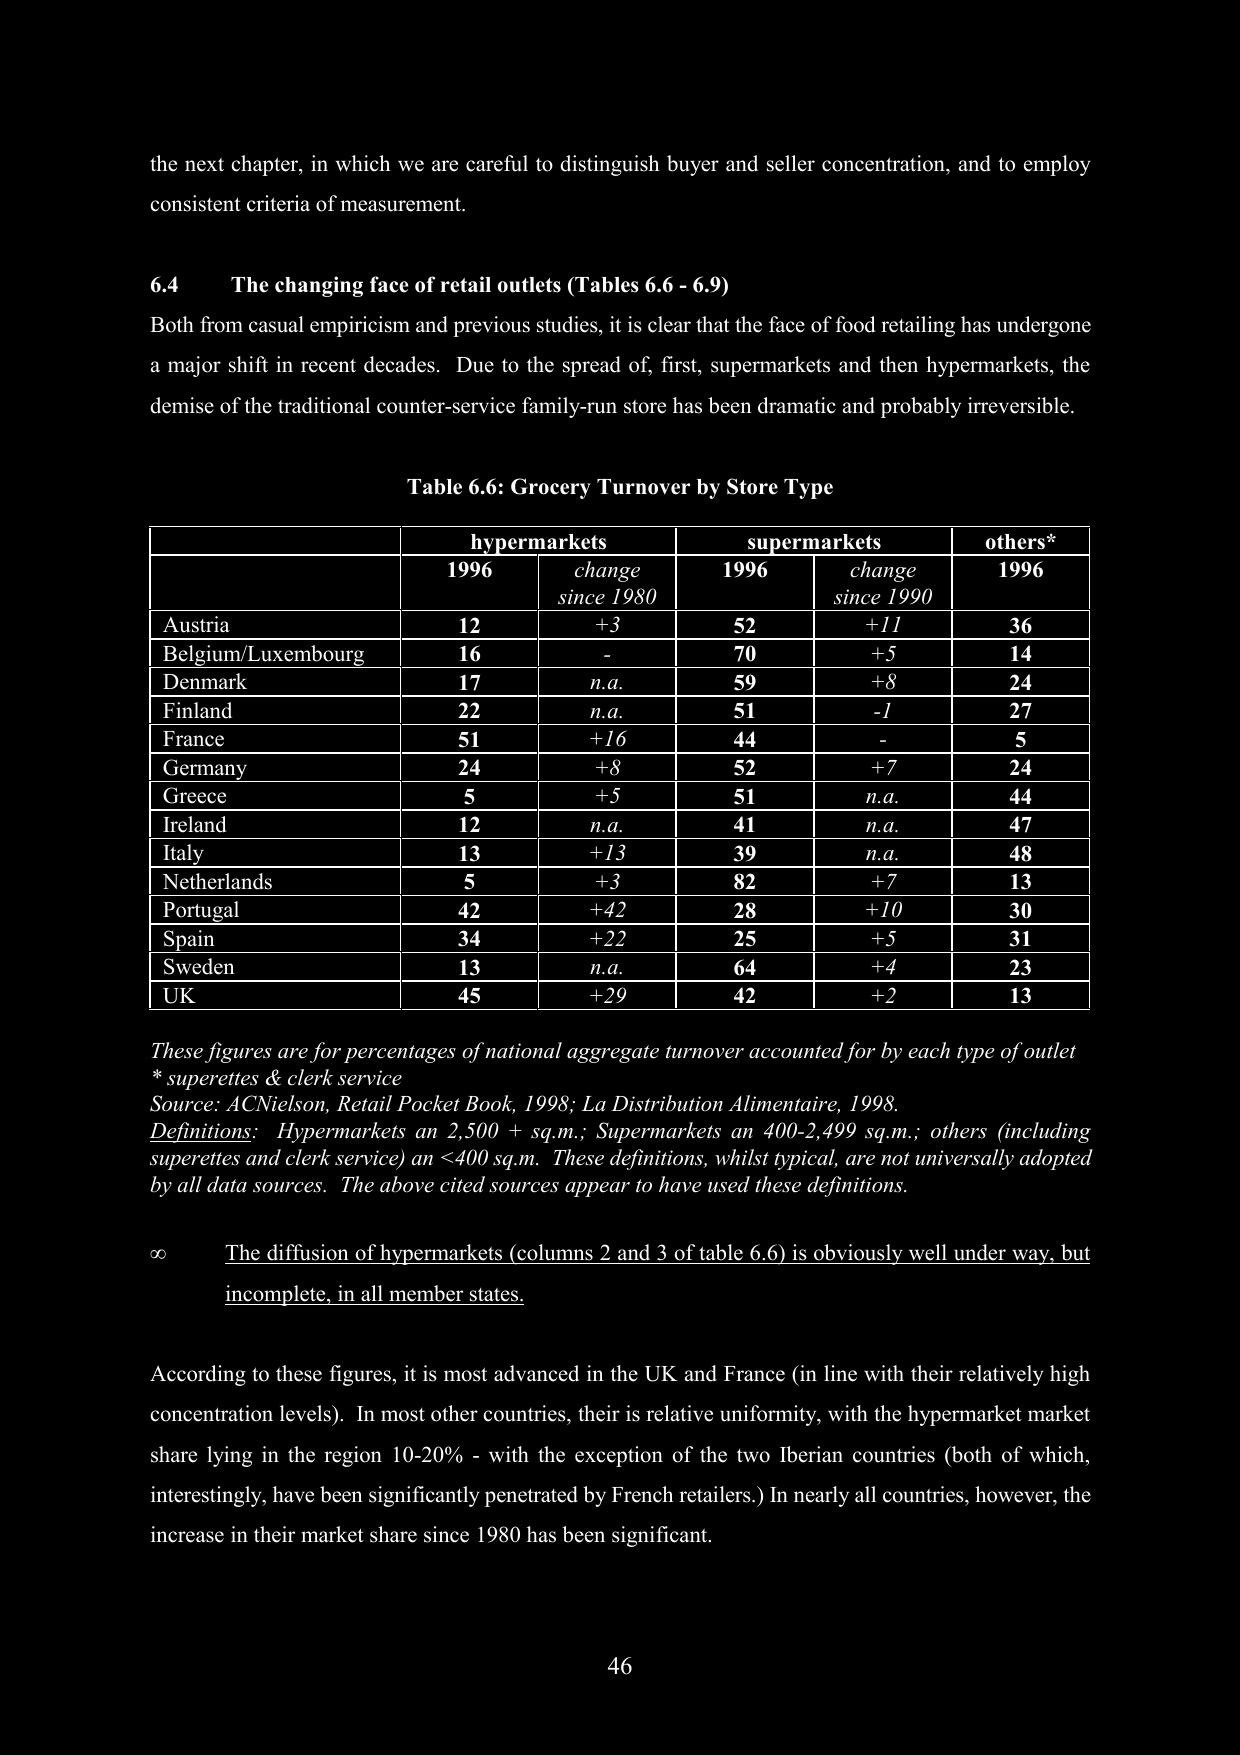 the next chapter, in which we are careful to distinguish buyer and seller concentration, and to employ
consistent criteria of measurement.
6.4 The changing face of retail outlets (Tables 6.6 - 6.9)
Both from casual empiricism and previous studies, it is clear that the face of food retailing has undergone
a major shift in recent decades. Due to the spread of, first, supermarkets and then hypermarkets, the
demise of the traditional counter-service family-run store has been dramatic and probably irreversible.
Table 6.6: Grocery Turnover by Store Type
hypermarkets supermarkets others*
1996 change 1996 change 1996
since 1980 since 1990
Austria 12 +3 52 +11 36
Belgium/Luxembourg 16 - 70 +5 14
Denmark 17 n.a. 59 +8 24
Finland 22 n.a. 51 -1 27
France 51 +16 44 - 5
Germany 24 +8 52 +7 24
Greece 5 +5 51 n.a. 44
Ireland 12 n.a. 41 n.a. 47
Italy 13 +13 39 n.a. 48
Netherlands 5 +3 82 +7 13
Portugal 42 +42 28 +10 30
Spain 34 +22 25 +5 31
Sweden 13 n.a. 64 +4 23
UK 45 +29 42 +2 13
These figures are for percentages of national aggregate turnover accounted for by each type of outlet
* superettes & clerk service
Source: ACNielson, Retail Pocket Book, 1998; La Distribution Alimentaire, 1998.
Definitions: Hypermarkets an 2,500 + sq.m.; Supermarkets an 400-2,499 sq.m.; others (including
superettes and clerk service) an <400 sq.m. These definitions, whilst typical, are not universally adopted
by all data sources. The above cited sources appear to have used these definitions.
∞ The diffusion of hypermarkets (columns 2 and 3 of table 6.6) is obviously well under way, but
incomplete, in all member states.
According to these figures, it is most advanced in the UK and France (in line with their relatively high
concentration levels). In most other countries, their is relative uniformity, with the hypermarket market
share lying in the region 10-20% - with the exception of the two Iberian countries (both of which,
interestingly, have been significantly penetrated by French retailers.) In nearly all countries, however, the
increase in their market share since 1980 has been significant.
46